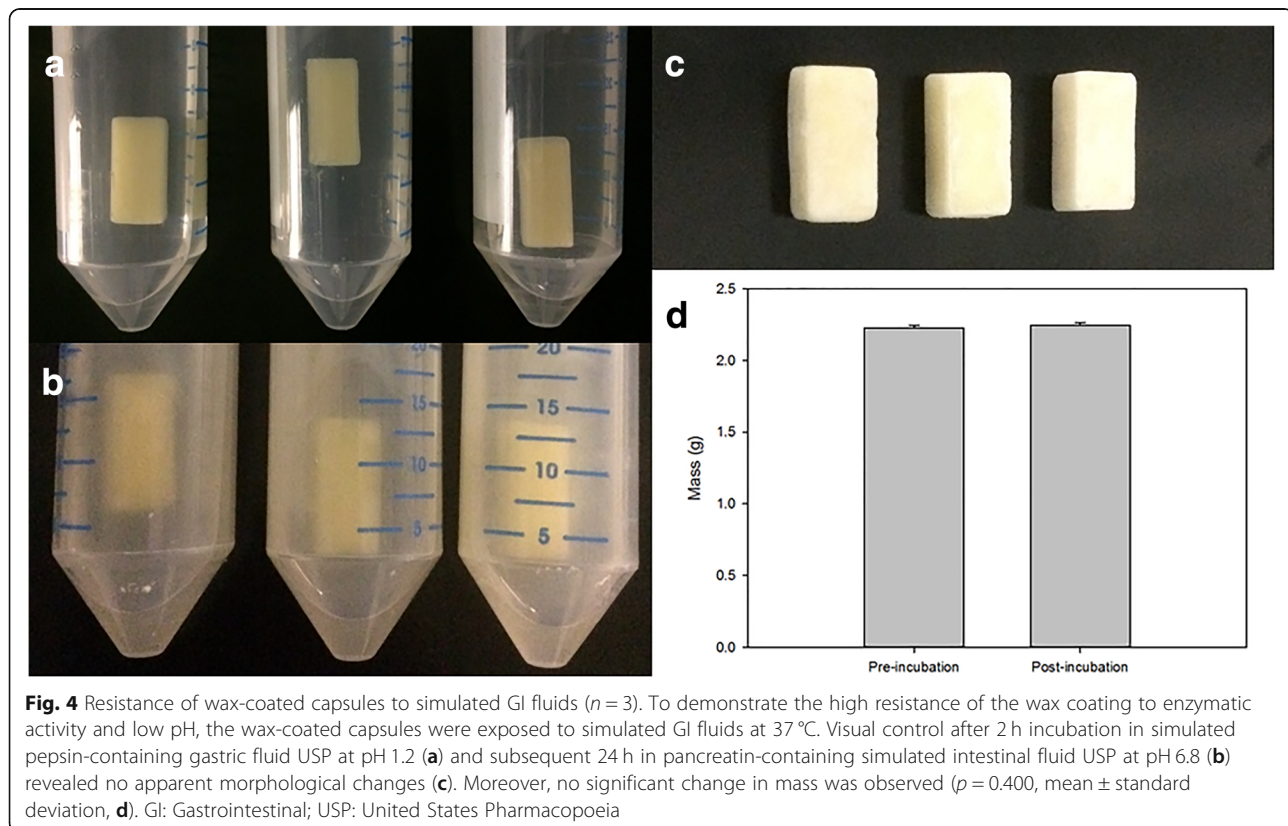 a
c
b
20
15
15
10
10
5
5
d
2.5
2.0
1.5
1.0
0.5
0.0
Mass (g)
Pre-incubation
Post-incubation
Fig. 4 Resistance of wax-coated capsules to simulated GI fluids (n = 3). To demonstrate the high resistance of the wax coating to enzymatic
activity and low pH, the wax-coated capsules were exposed to simulated GI fluids at 37 °C. Visual control after 2 h incubation in simulated
pepsin-containing gastric fluid USP at pH 1.2 (a) and subsequent 24 h in pancreatin-containing simulated intestinal fluid USP at pH 6.8 (b)
revealed no apparent morphological changes (c). Moreover, no significant change in mass was observed (p = 0.400, mean ± standard
deviation, d). GI: Gastrointestinal; USP: United States Pharmacopoeia